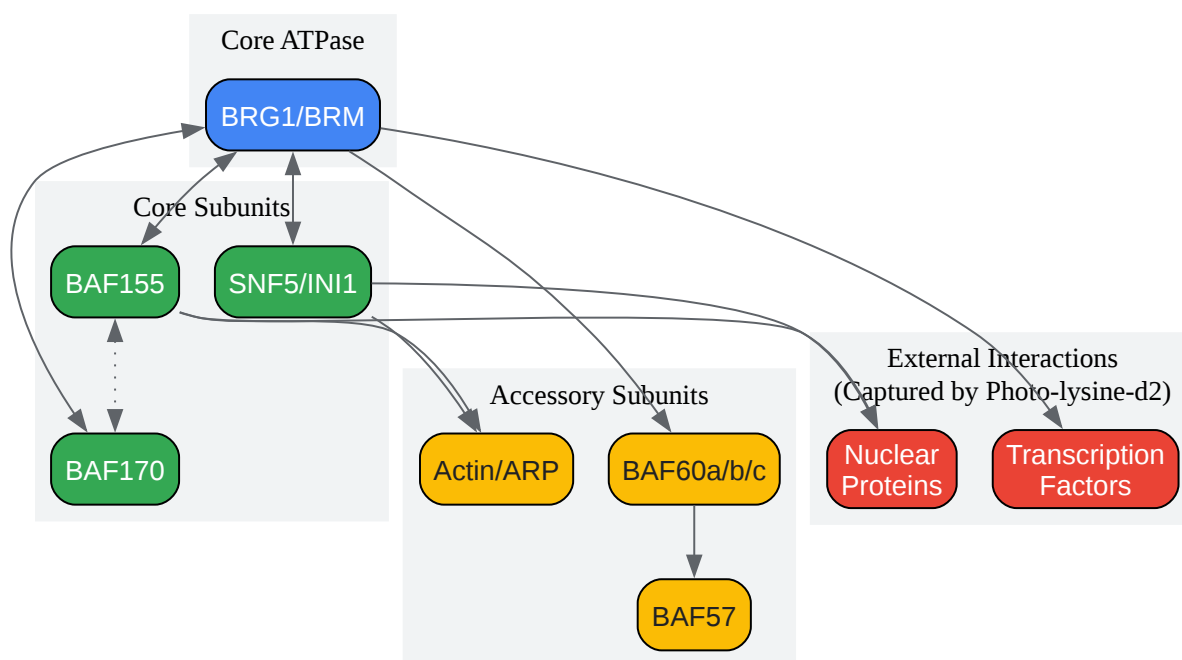 Core ATPase
BRG1/BRM
Core Subunits
BAF155
SNF5/INI1
BAF170
Accessory Subunits
Actin/ARP
BAF60a/b/c
BAF57
External Interactions
(Captured by Photo-lysine-d2)
Nuclear
Proteins
Transcription
Factors